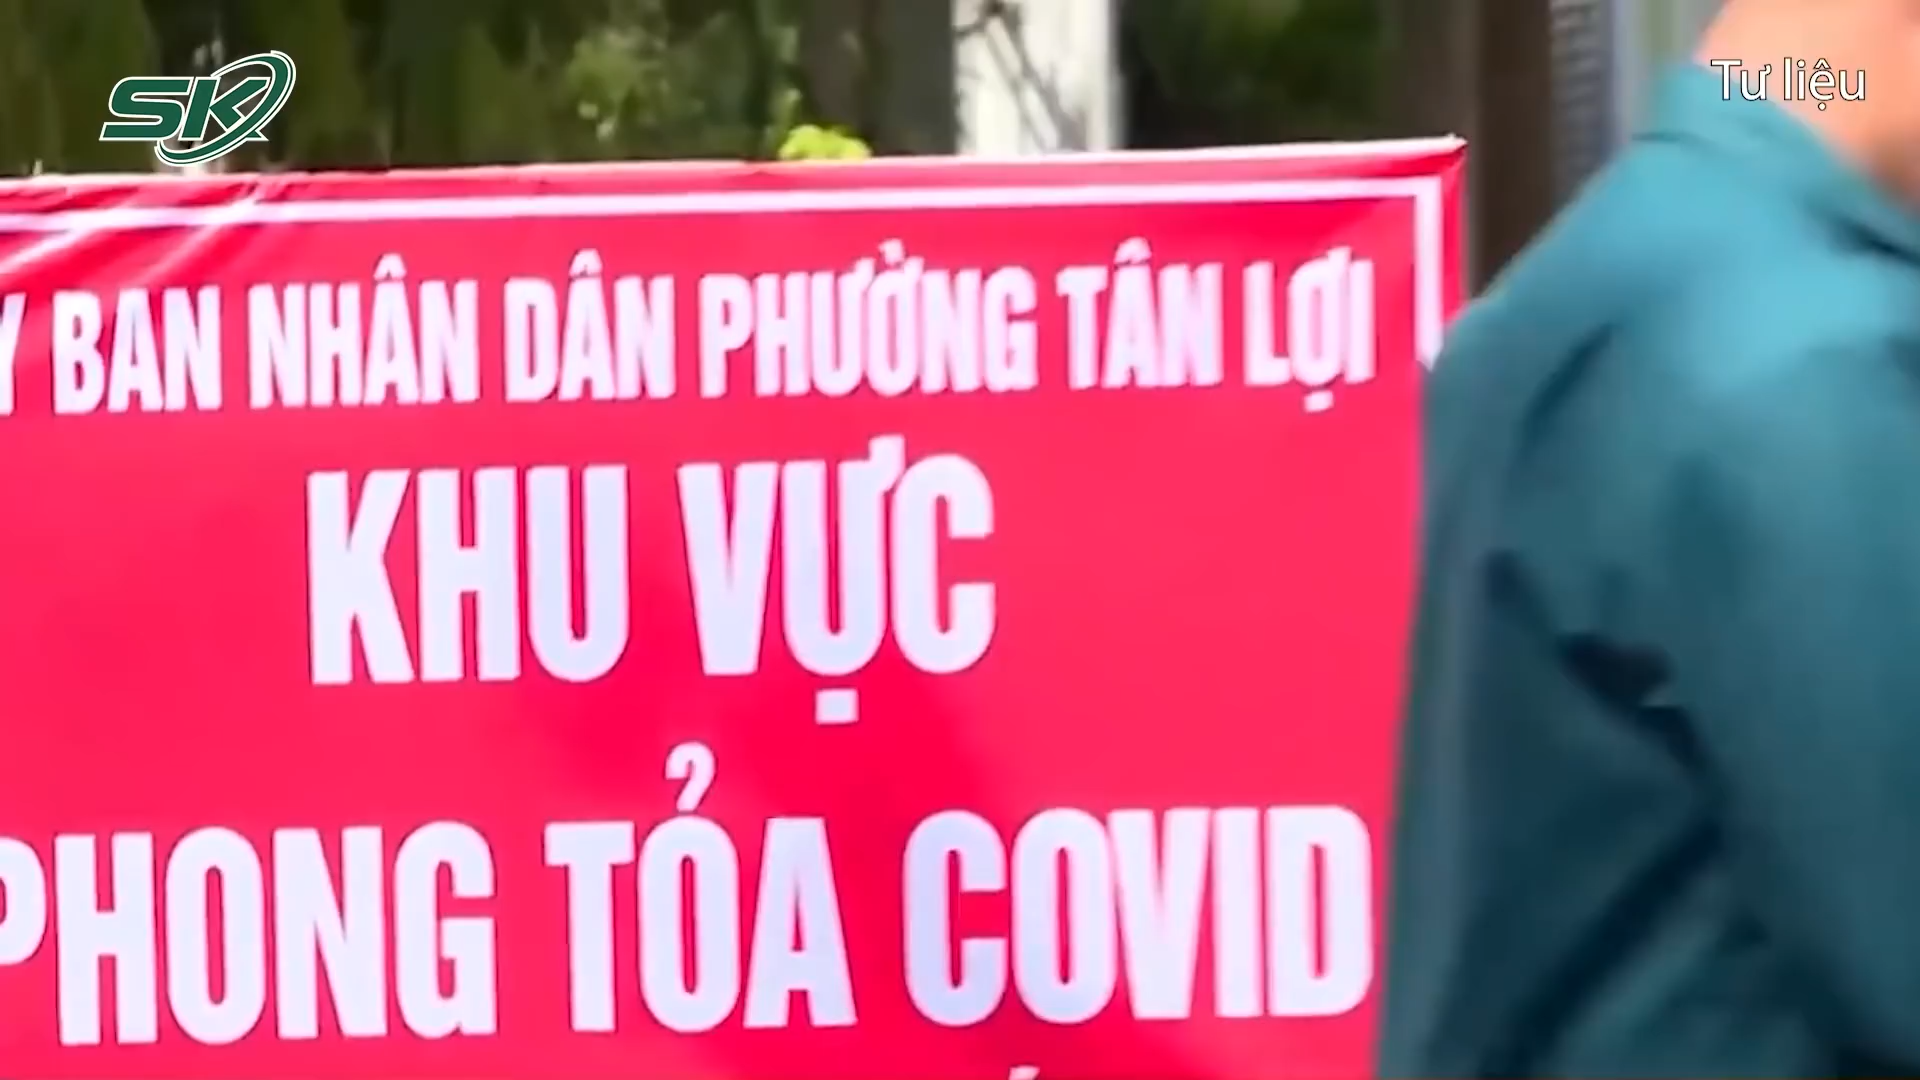 SK
Tư liệu
Y BAN NHÂN DÂN PHƯỜNG TÂN LỢI
KHU VỰC
PHONG TỎA COVID